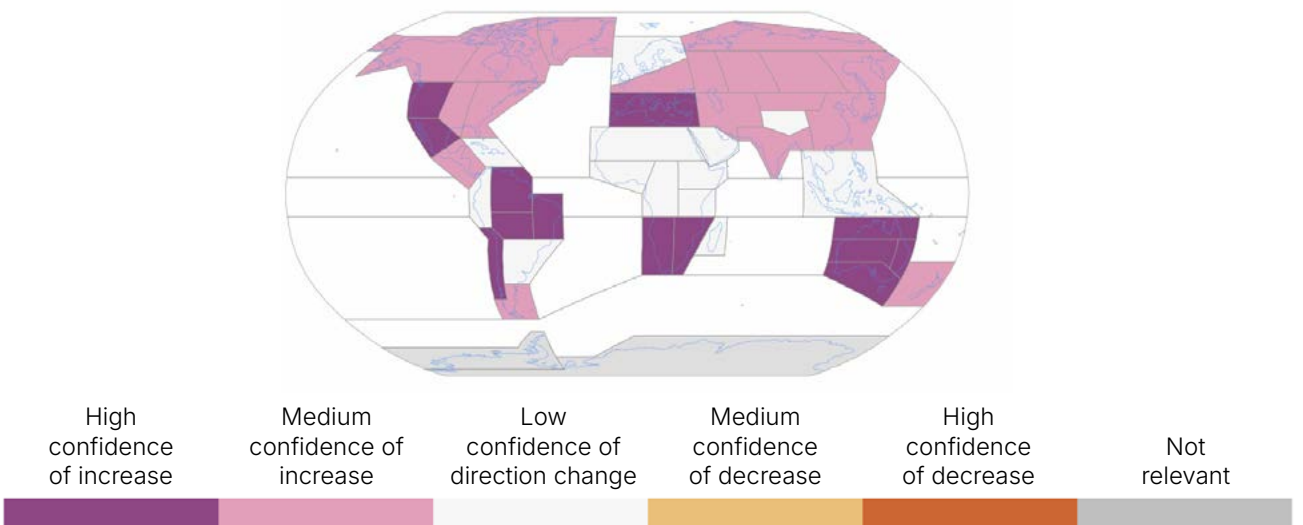 High
confidence
of increase
Medium
confidence of
increase
Low
confidence of
direction change
Medium
confidence
of decrease
High
confidence
of decrease
Not
relevant